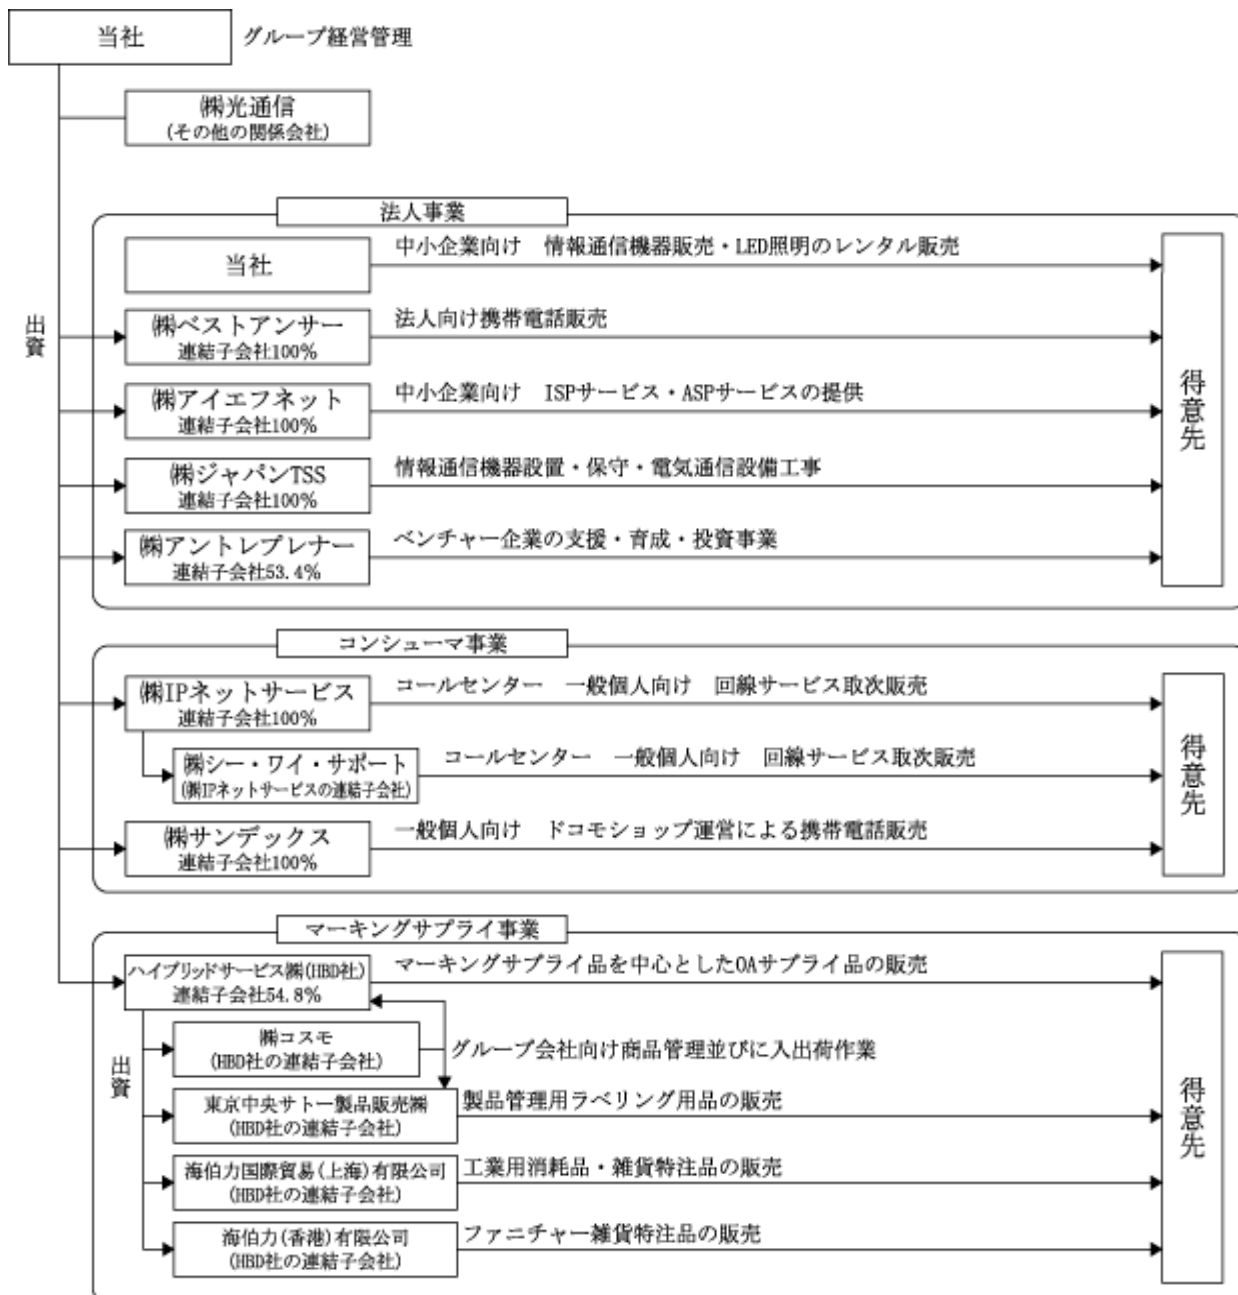 当社
グループ経営管理
㈱光通信
(その他の関係会社)
出資
法人事業
当社
中小企業向け 情報通信機器販売・LED照明のレンタル販売
㈱ベストアンサー
連結子会社100%
法人向け携帯電話販売
㈱アイエフネット
連結子会社100%
中小企業向け ISPサービス・ASPサービスの提供
㈱ジャパンTSS
連結子会社100%
情報通信機器設置・保守・電気通信設備工事
㈱アントレプレナー
連結子会社53.4%
ベンチャー企業の支援・育成・投資事業
得意先
コンシューマ事業
㈱IPネットサービス
連結子会社100%
コールセンター 一般個人向け 回線サービス取次販売
㈱シー・ワイ・サポート
(㈱IPネットサービスの連結子会社)
コールセンター 一般個人向け 回線サービス取次販売
㈱サンデックス
連結子会社100%
一般個人向け ドコモショップ運営による携帯電話販売
得意先
マーキングサプライ事業
ハイブリッドサービス㈱(HBD社)
連結子会社54.8%
マーキングサプライ品を中心としたOAサプライ品の販売
出資
㈱コスモ
(HBD社の連結子会社)
グループ会社向け商品管理並びに入出荷作業
東京中央サトー製品販売㈱
(HBD社の連結子会社)
製品管理用ラベリング用品の販売
海伯力国際貿易(上海)有限公司
(HBD社の連結子会社)
工業用消耗品・雑貨特注品の販売
海伯力(香港)有限公司
(HBD社の連結子会社)
ファニチャー雑貨特注品の販売
得意先